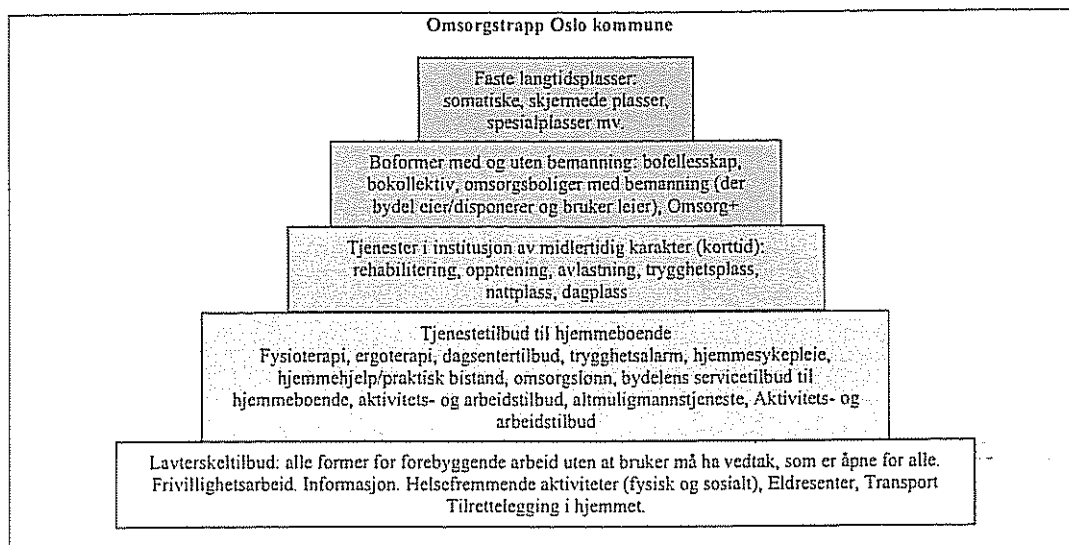 Omsorgstrapp Oslo kommune
Faste langtidsplasser:
somatiske, skjermede plasser,
spesialplasser mv.
Boformer med og uten bemanning: bofellesskap,
bokollektiv, omsorgsboliger med bemanning (der
bydel eier/disponerer og bruker leier), Omsorg+
Tjenester i institusjon av midlertidig karakter (korttid):
rehabilitering, opptrening, avlastning, trygghetsplass,
nattplass, dagplass
Tjenestetilbud til hjemmeboende
Fysioterapi, ergoterapi, dagsentertilbud, trygghetsalarm, hjemmesykepleie,
hjemmehjelp/praktisk bistand, omsorgslønn, bydelens servicetilbud til
hjemmeboende, aktivitets- og arbeidstilbud, altmuligmannstjeneste, Aktivitets- og
arbeidstilbud
Lavterskeltilbud: alle former for forebyggende arbeid uten at bruker må ha vedtak, som er åpne for alle.
Frivillighetsarbeid. Informasjon. Helsefremmende aktiviteter (fysisk og sosialt), Eldresenter, Transport
Tilrettelegging i hjemmet.